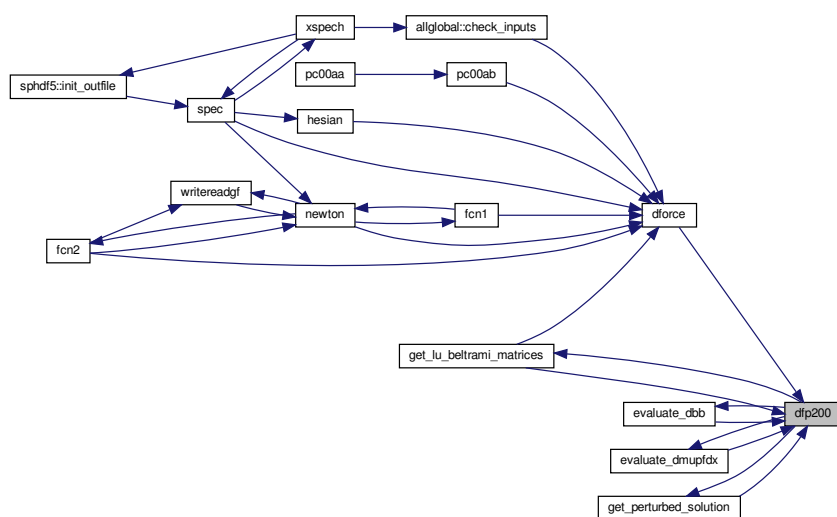 xspech
allglobal::check_inputs
pc00aa
pc00ab
sphdf5::init_outfile
spec
hesian
writereadgf
newton
fcn1
dforce
fcn2
get_lu_beltrami_matrices
evaluate_dbb
dfp200
evaluate_dmupfdx
get_perturbed_solution